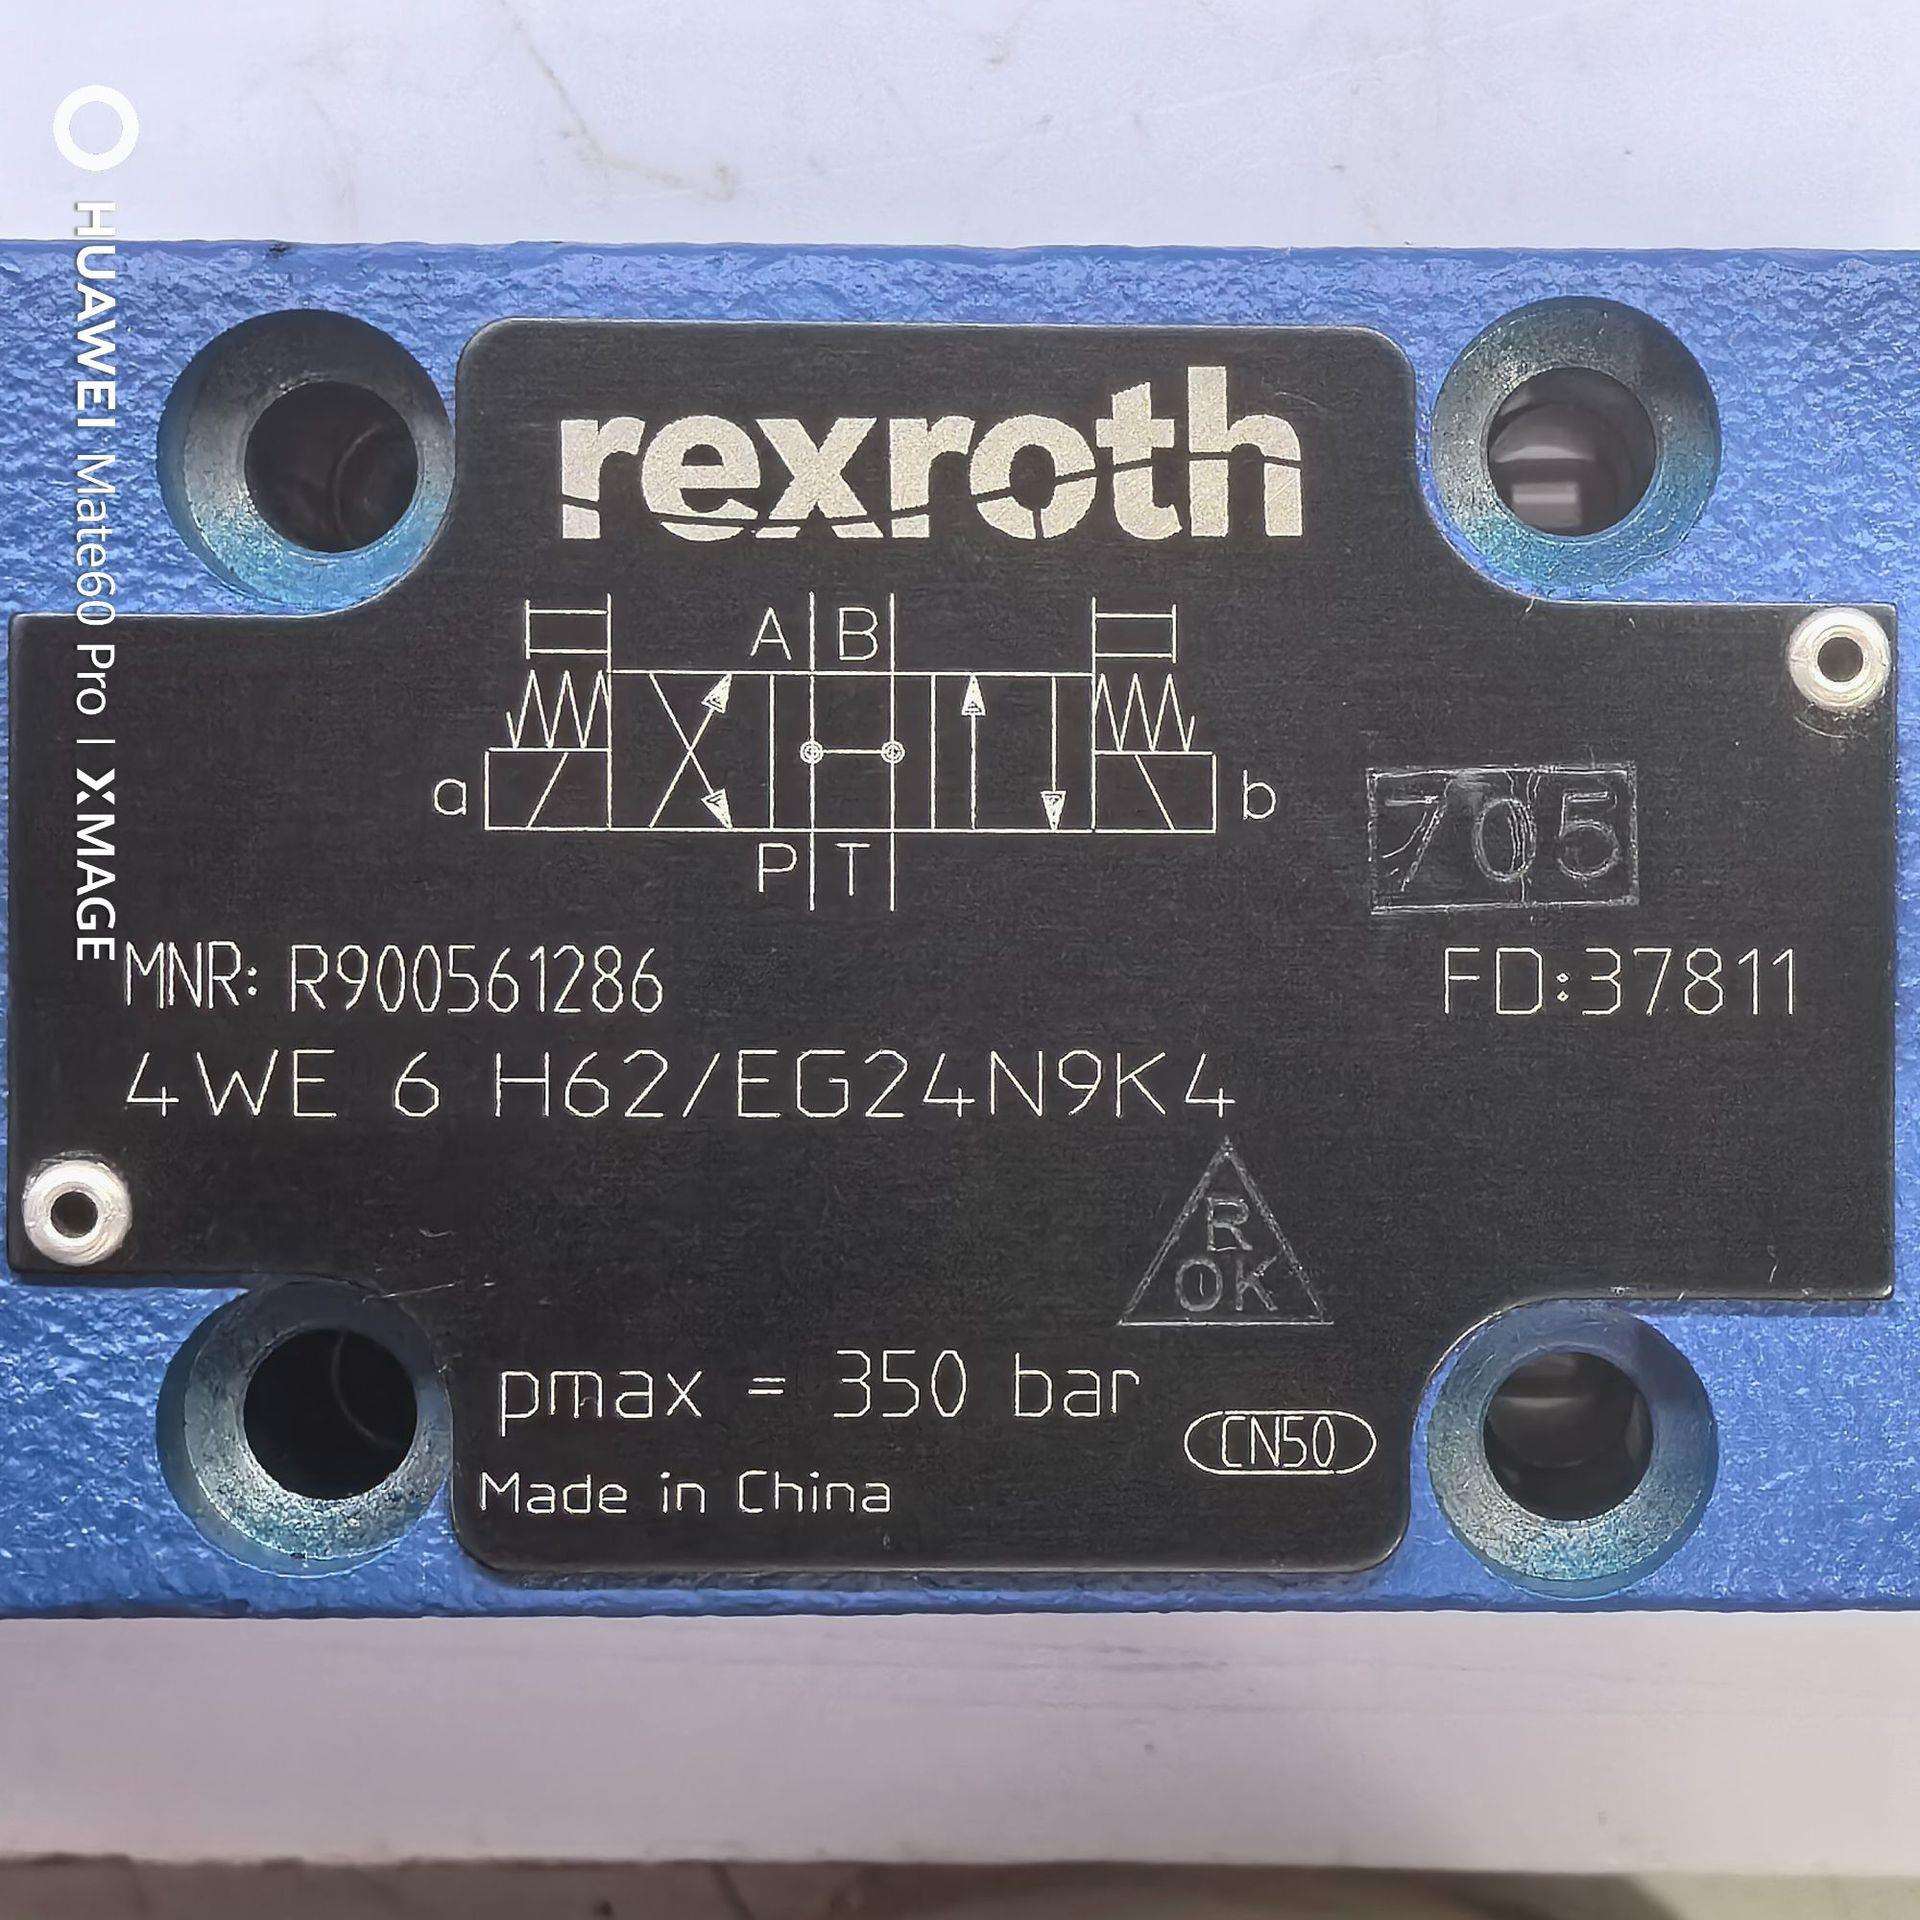 HUAWEI Mate60 Pro | XMAGE
rexroth
A B
a b
P T
705
MNR: R900561286 FD:37811
4WE 6 H62/EG24N9K4
R
OK
pmax = 350 bar
CN50
Made in China